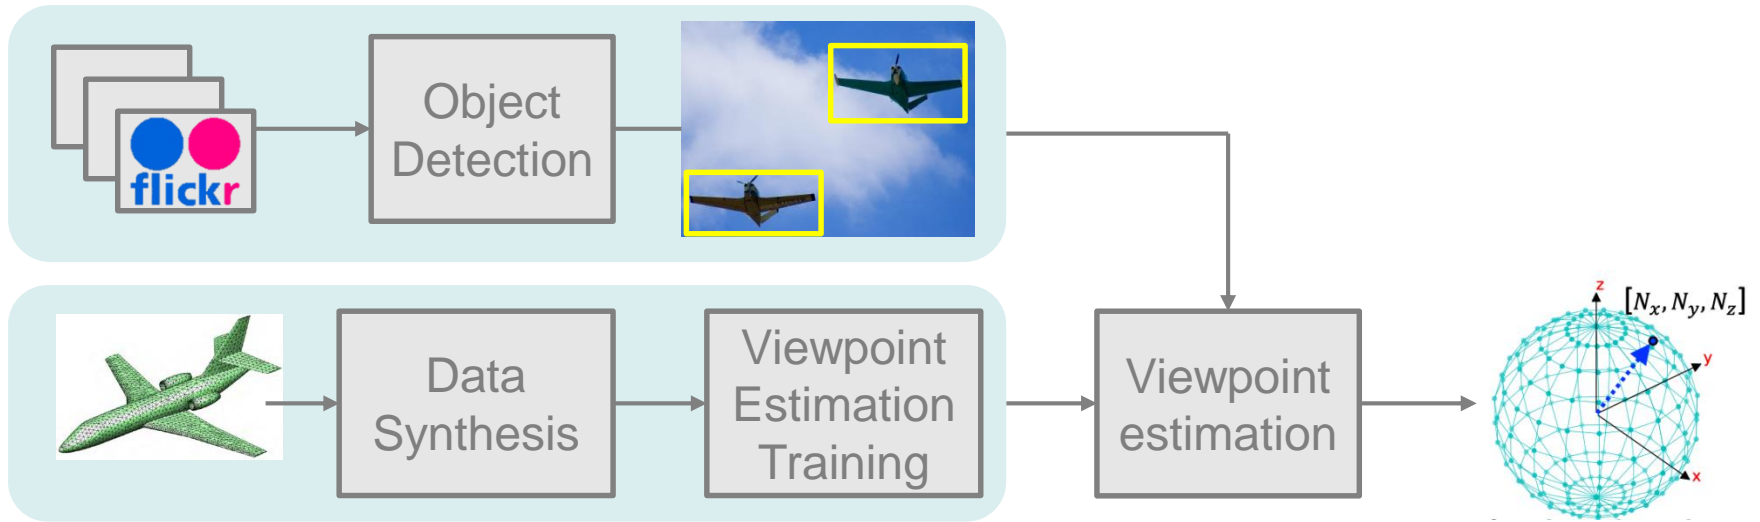 flickr
Object
Detection
Data
Synthesis
Viewpoint
Estimation
Training
Viewpoint
estimation
z
[N_x, N_y, N_z]
y
x